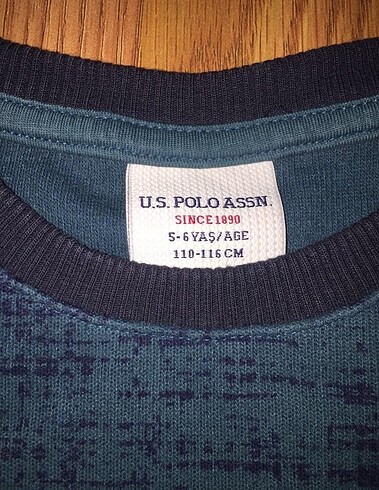 U.S. POLO ASSN.
SINCE 1890
5-6 YAŞ/AGE
110-116 CM